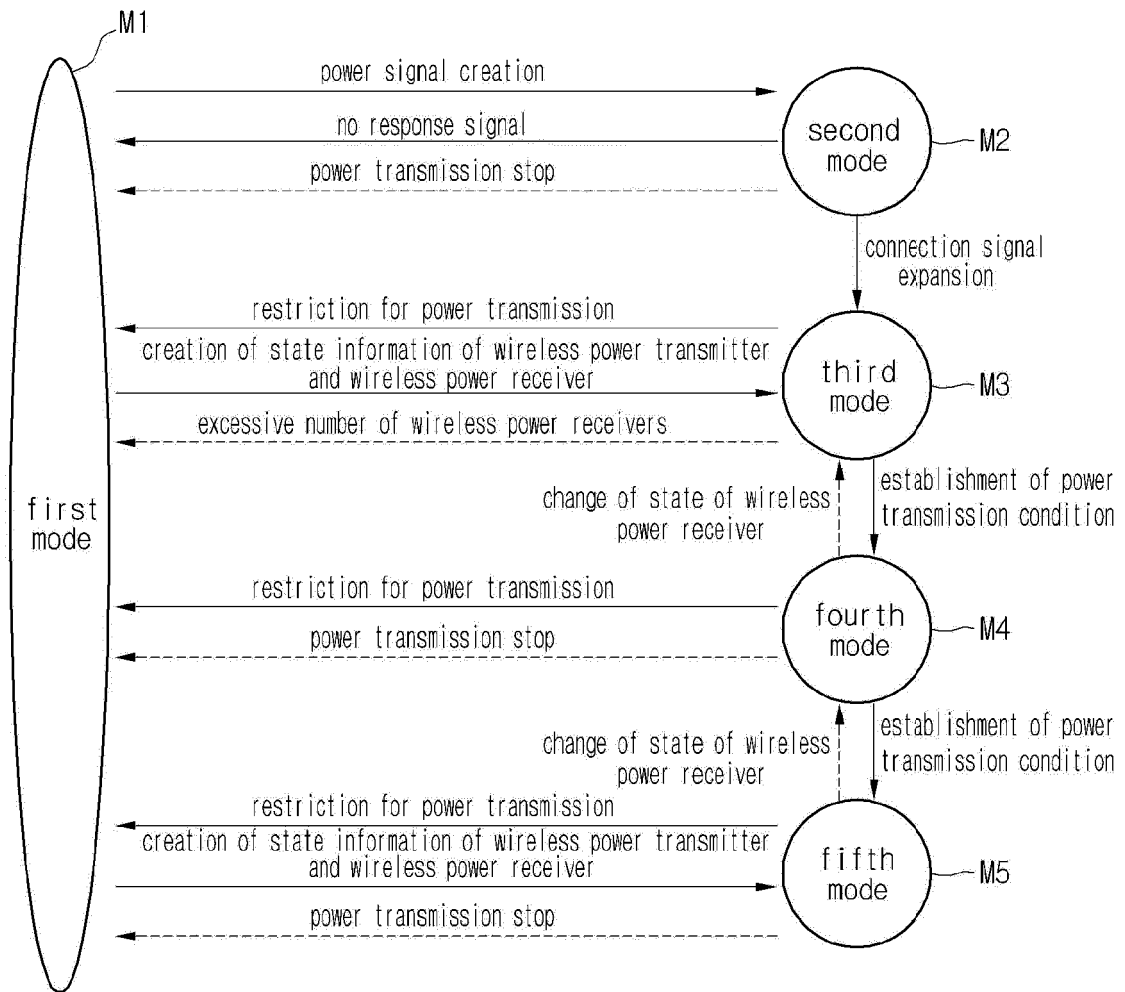 M1
power signal creation
no response signal
power transmission stop
second
mode
M2
connection signal
expansion
restriction for power transmission
creation of state information of wireless power transmitter
and wireless power receiver
excessive number of wireless power receivers
third
mode
M3
change of state of wireless
power receiver
establishment of power
transmission condition
first
mode
restriction for power transmission
power transmission stop
fourth
mode
M4
change of state of wireless
power receiver
establishment of power
transmission condition
restriction for power transmission
creation of state information of wireless power transmitter
and wireless power receiver
power transmission stop
fifth
mode
M5